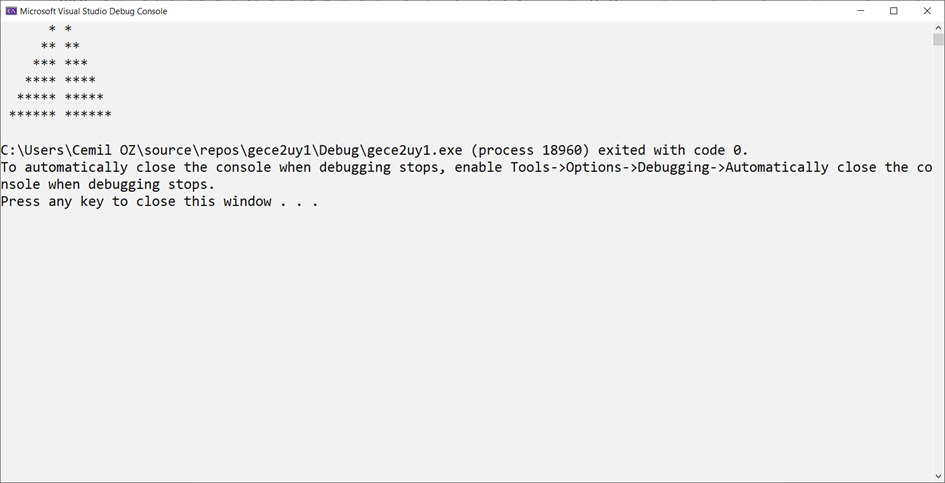 Microsoft Visual Studio Debug Console
      * *
     ** **
    *** ***
   **** ****
  ***** *****
 ****** ******
C:\Users\Cemil OZ\source\repos\gece2uy1\Debug\gece2uy1.exe (process 18960) exited with code 0.
To automatically close the console when debugging stops, enable Tools->Options->Debugging->Automatically close the co
nsole when debugging stops.
Press any key to close this window . . .